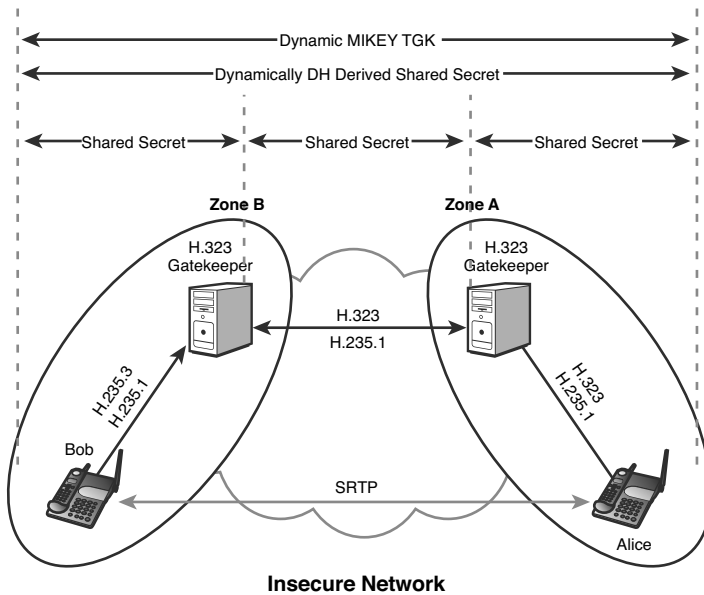 Dynamic MIKEY TGK
Dynamically DH Derived Shared Secret
Shared Secret
Shared Secret
Shared Secret
Zone B
Zone A
H.323
Gatekeeper
H.323
Gatekeeper
H.323
H.235.1
H.235.3
H.235.1
H.323
H.235.1
Bob
SRTP
Alice
Insecure Network